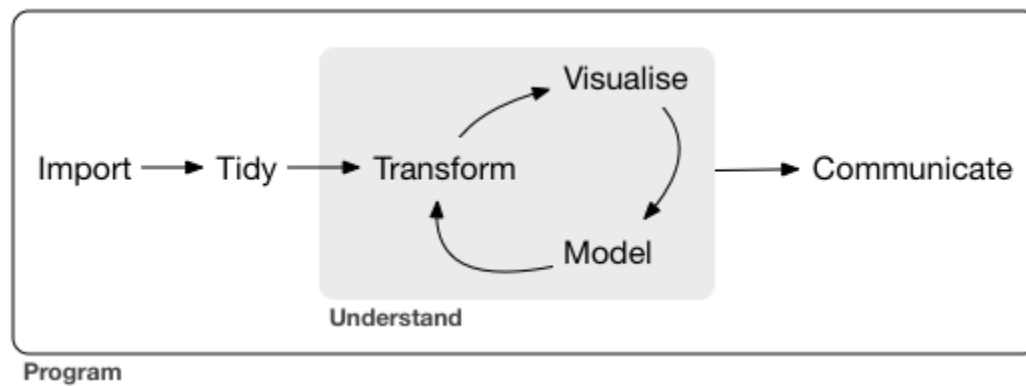 Visualise
Import
Tidy
Transform
Communicate
Model
Understand
Program